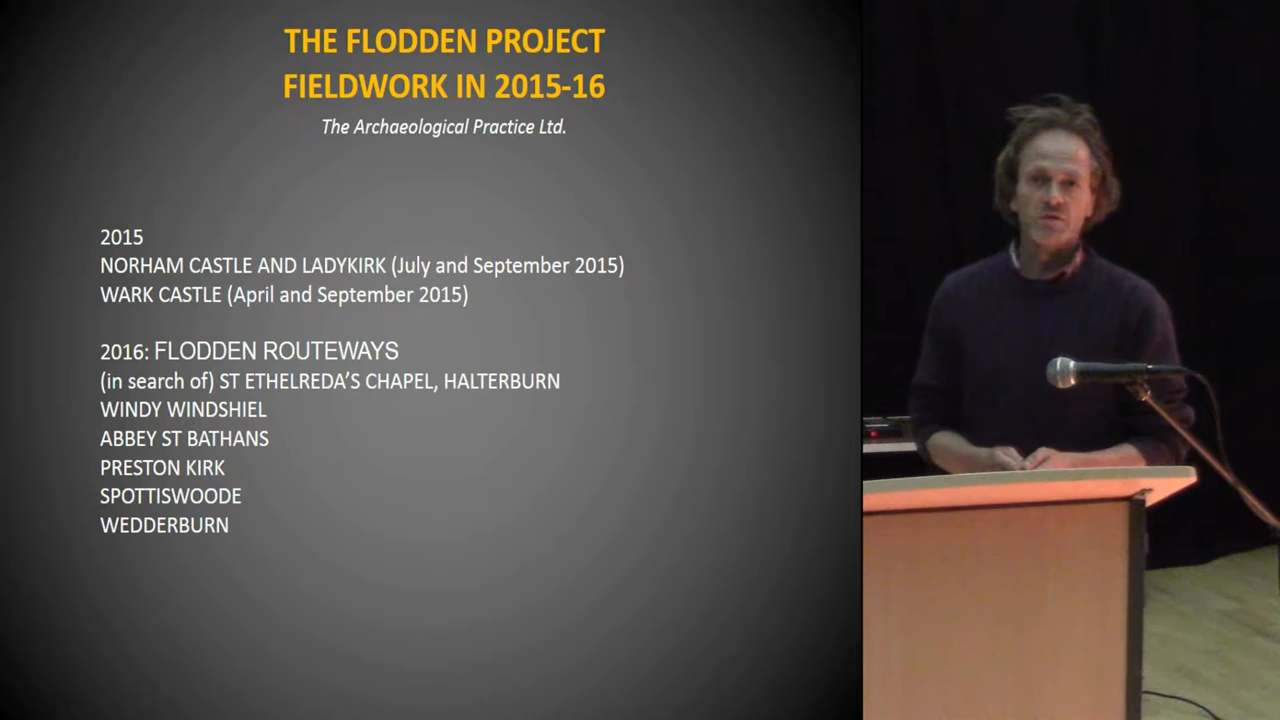 THE FLODDEN PROJECT
FIELDWORK IN 2015-16
The Archaeological Practice Ltd.
2015
NORHAM CASTLE AND LADYKIRK (July and September 2015)
WARK CASTLE (April and September 2015)
2016: FLODDEN ROUTEWAYS
(in search of) ST ETHELREDA'S CHAPEL, HALTERBURN
WINDY WINDSHIEL
ABBEY ST BATHANS
PRESTON KIRK
SPOTTISWOODE
WEDDERBURN